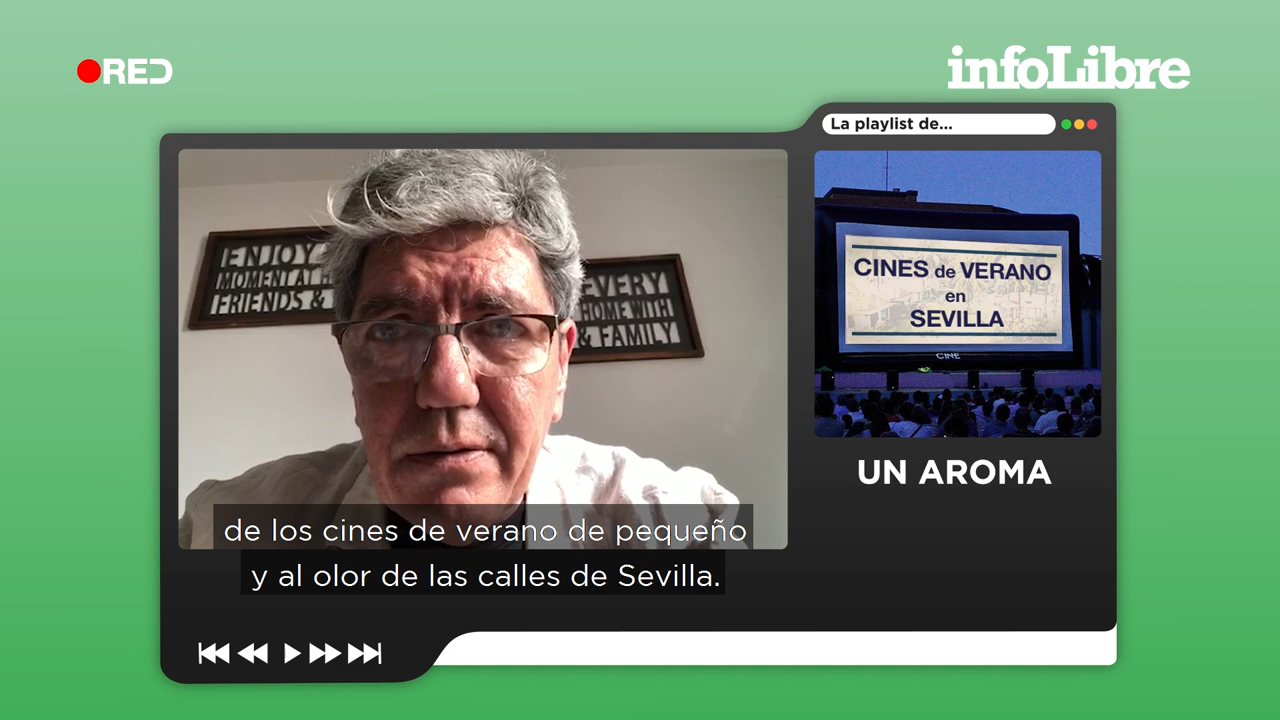 RED
infoLibre
La playlist de...
ENJOY
MOMENT AT H
FRIENDS &
EVERY
HOME WITH
& FAMILY
CINES de VERANO
en
SEVILLA
CINE
UN AROMA
de los cines de verano de pequeño
y al olor de las calles de Sevilla.